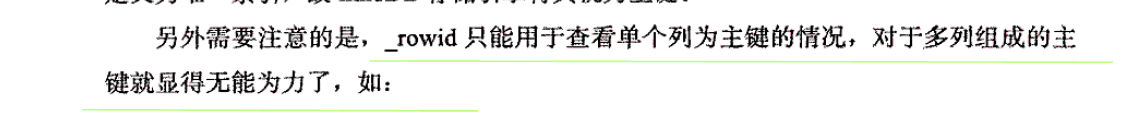 另外需要注意的是，_rowid 只能用于查看单个列为主键的情况，对于多列组成的主
键就显得无能为力了，如：